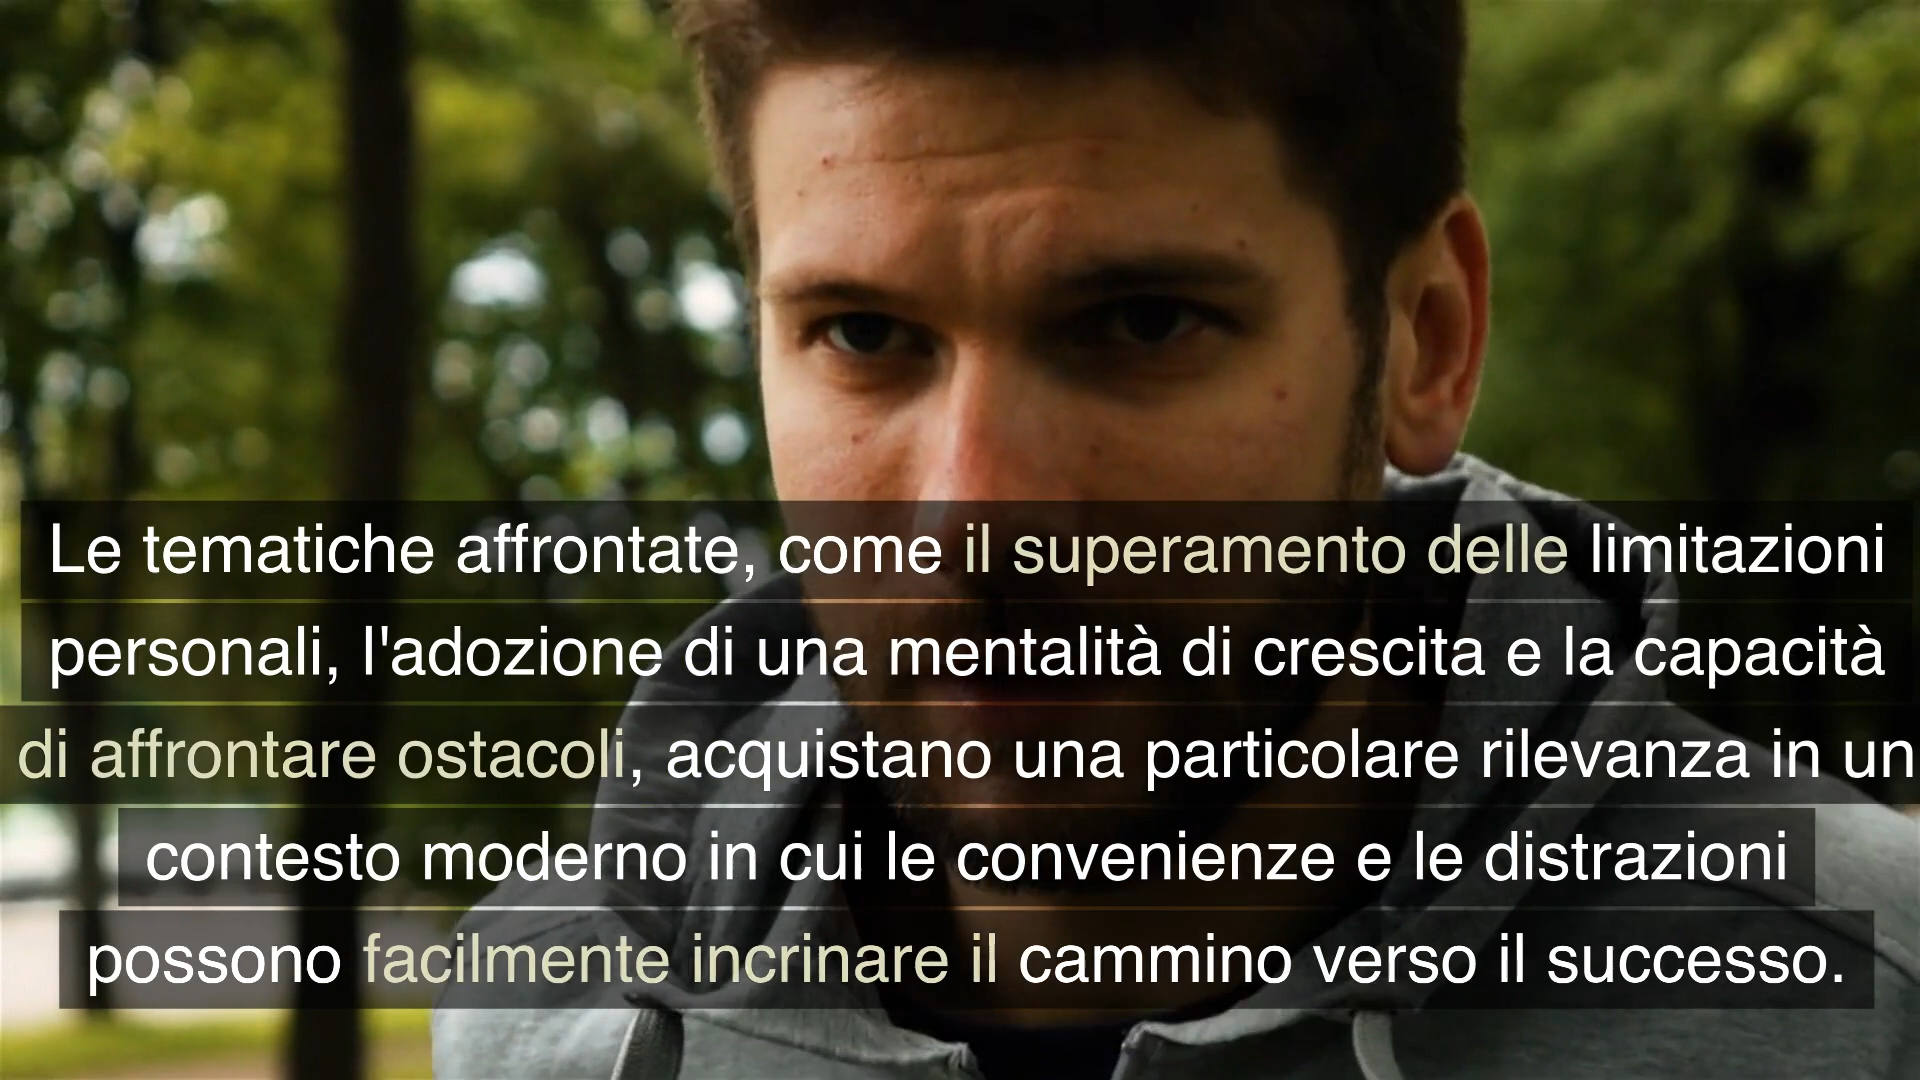 Le tematiche affrontate, come il superamento delle limitazioni
personali, l'adozione di una mentalità di crescita e la capacità
di affrontare ostacoli, acquistano una particolare rilevanza in un
contesto moderno in cui le convenienze e le distrazioni
possono facilmente incrinare il cammino verso il successo.